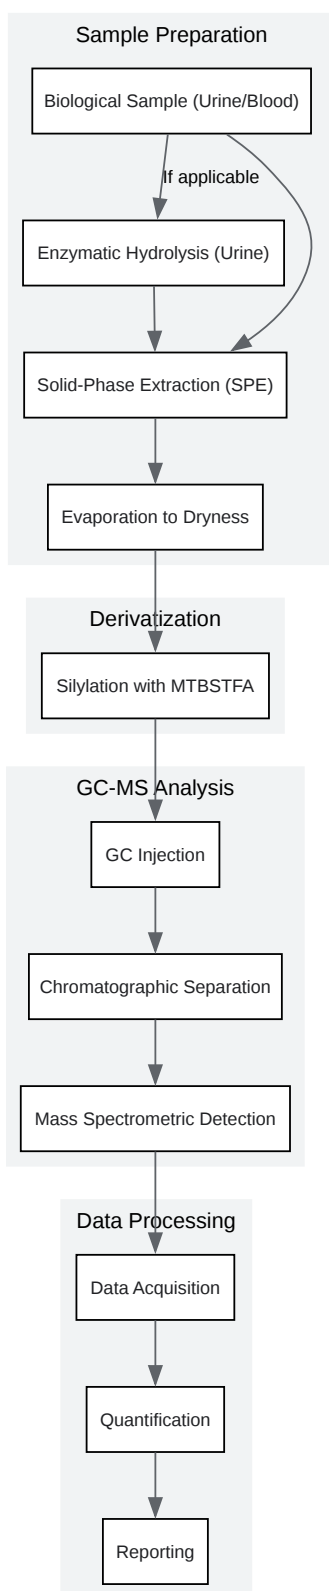 Sample Preparation
Biological Sample (Urine/Blood)
If applicable
Enzymatic Hydrolysis (Urine)
Solid-Phase Extraction (SPE)
Evaporation to Dryness
Derivatization
Silylation with MTBSTFA
GC-MS Analysis
GC Injection
Chromatographic Separation
Mass Spectrometric Detection
Data Processing
Data Acquisition
Quantification
Reporting